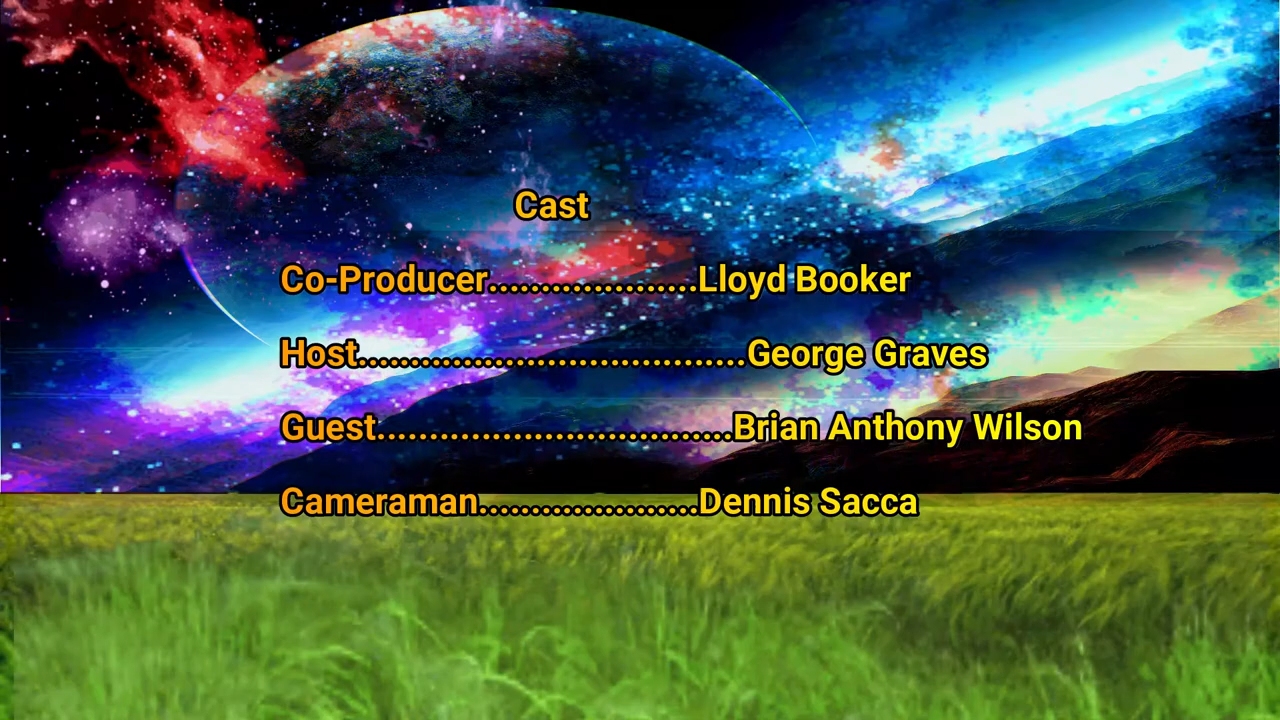 Cast
Co-Producer....................Lloyd Booker
Host.....................................George Graves
Guest..................................Brian Anthony Wilson
Cameraman.....................Dennis Sacca